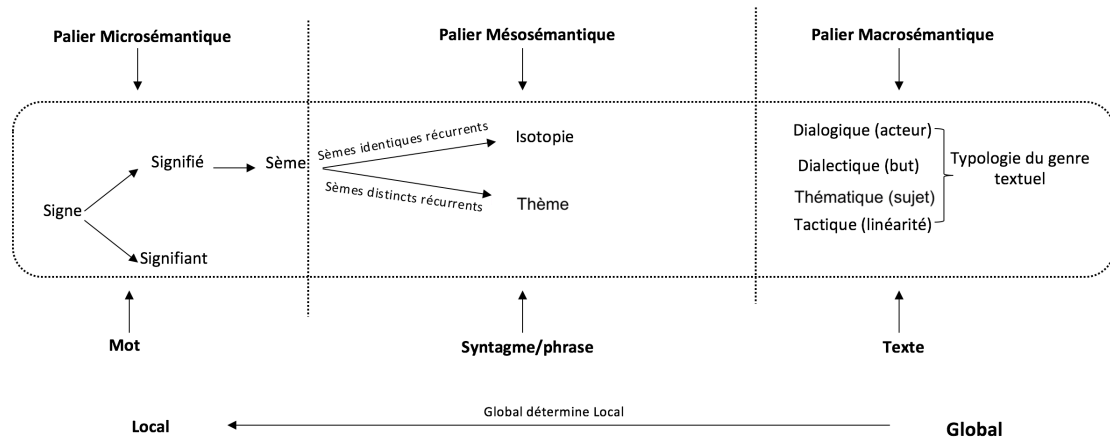 Palier Microsémantique
Palier Mésosémantique
Palier Macrosémantique
Signe
Signifié
Signifiant
Sème
Sèmes identiques récurrents
Sèmes distincts récurrents
Isotopie
Thème
Dialogique (acteur)
Dialectique (but)
Thématique (sujet)
Tactique (linéarité)
Typologie du genre
textuel
Mot
Syntagme/phrase
Texte
Local
Global détermine Local
Global